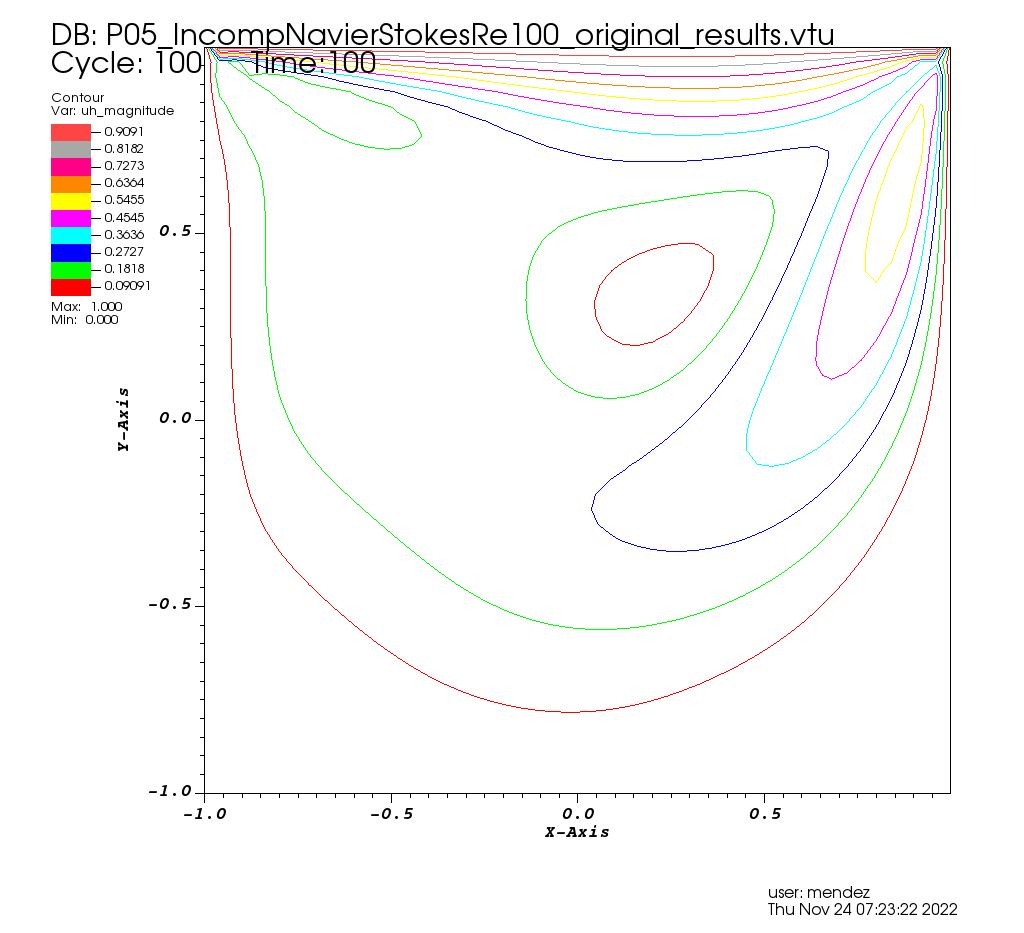 DB: P05_IncompNavierStokesRe100_original_results.vtu
Cycle: 100 Time:100
Contour
Var: uh_magnitude
0.9091
0.8182
0.7273
0.6364
0.5455
0.4545
0.3636
0.2727
0.1818
0.09091
Max: 1.000
Min: 0.000
0.5
0.0
-0.5
-1.0
Y-Axis
-1.0 -0.5 0.0 0.5
X-Axis
user: mendez
Thu Nov 24 07:23:22 2022